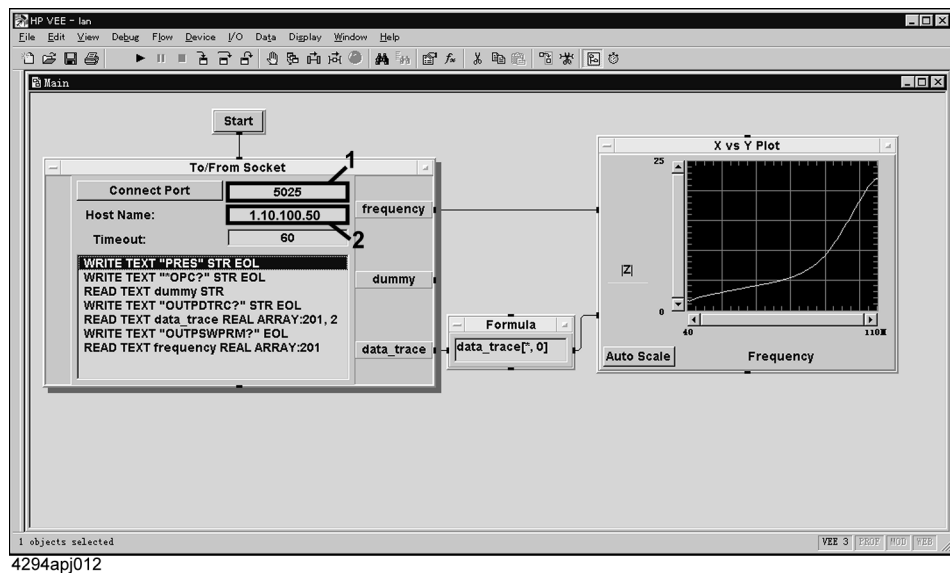 HP VEE - lan
File Edit View Debug Flow Device I/O Data Display Window Help
Main
Start
To/From Socket
1
Connect Port 5025
Host Name: 1.10.100.50
2
Timeout: 60
WRITE TEXT "PRES" STR EOL
WRITE TEXT "*OPC?" STR EOL
READ TEXT dummy STR
WRITE TEXT "OUTPDTRC?" STR EOL
READ TEXT data_trace REAL ARRAY:201, 2
WRITE TEXT "OUTPSWPRM?" EOL
READ TEXT frequency REAL ARRAY:201
frequency
dummy
data_trace
Formula
data_trace[*, 0]
X vs Y Plot
25
|Z|
0
40 110M
Auto Scale Frequency
1 objects selected
VEE 3 PROF MOD WEB
4294apj012